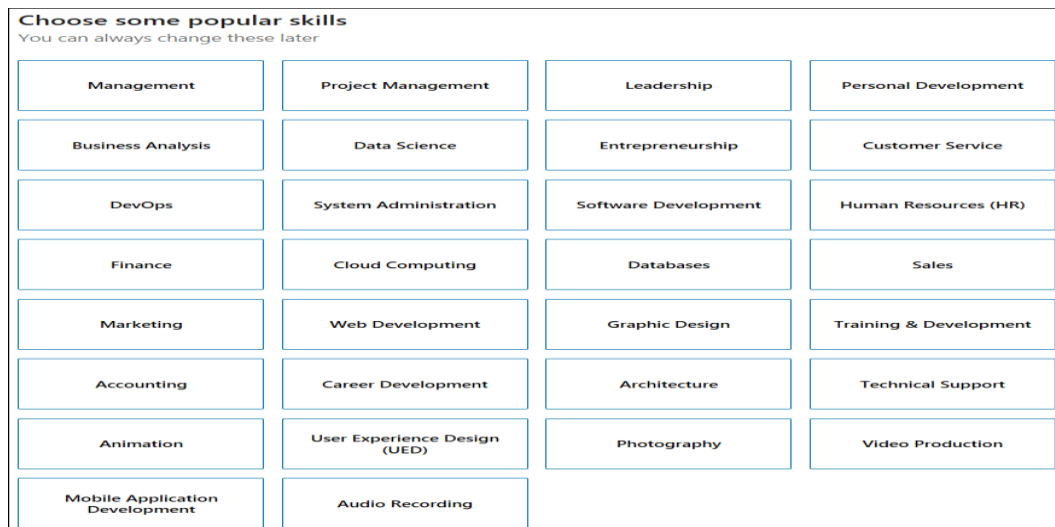 Choose some popular skills
You can always change these later
Management
Project Management
Leadership
Personal Development
Business Analysis
Data Science
Entrepreneurship
Customer Service
DevOps
System Administration
Software Development
Human Resources (HR)
Finance
Cloud Computing
Databases
Sales
Marketing
Web Development
Graphic Design
Training & Development
Accounting
Career Development
Architecture
Technical Support
Animation
User Experience Design
(UED)
Photography
Video Production
Mobile Application
Development
Audio Recording